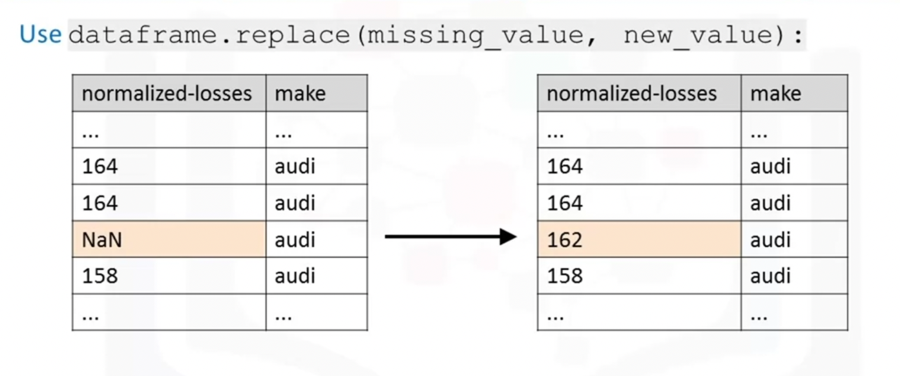 Use dataframe.replace(missing_value, new_value):
normalized-losses make
... ...
164 audi
164 audi
NaN audi
158 audi
... ...
normalized-losses make
... ...
164 audi
164 audi
162 audi
158 audi
... ...